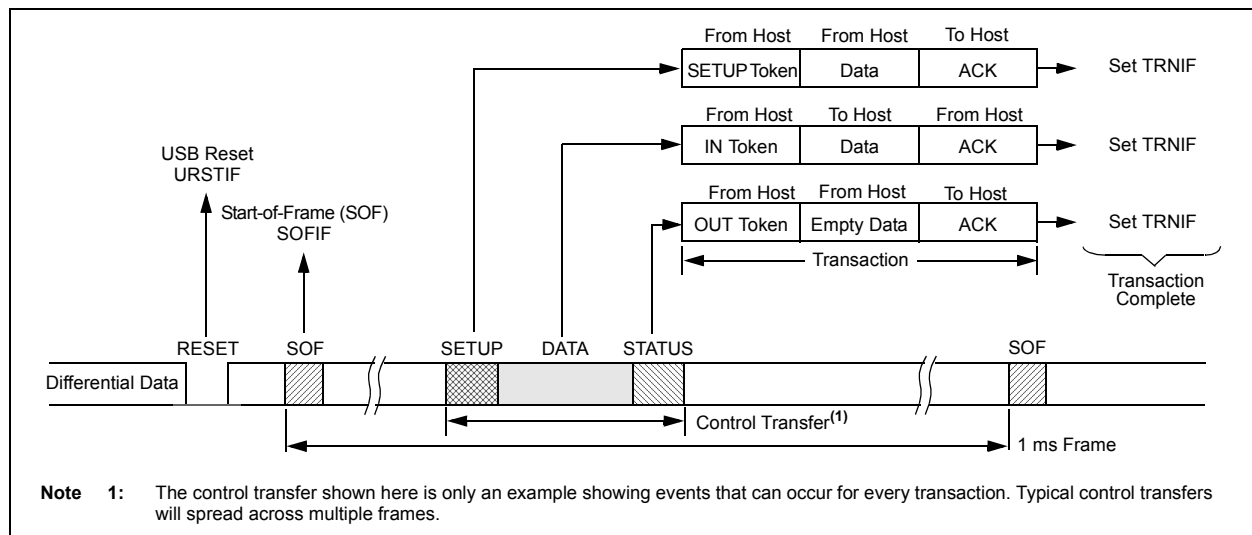 From Host From Host To Host
SETUP Token Data ACK Set TRNIF
From Host To Host From Host
IN Token Data ACK Set TRNIF
USB Reset
URSTIF
From Host From Host To Host
Start-of-Frame (SOF)
SOFIF
OUT Token Empty Data ACK Set TRNIF
Transaction
Transaction
Complete
RESET SOF SETUP DATA STATUS SOF
Differential Data
Control Transfer(1)
1 ms Frame
Note 1: The control transfer shown here is only an example showing events that can occur for every transaction. Typical control transfers
will spread across multiple frames.